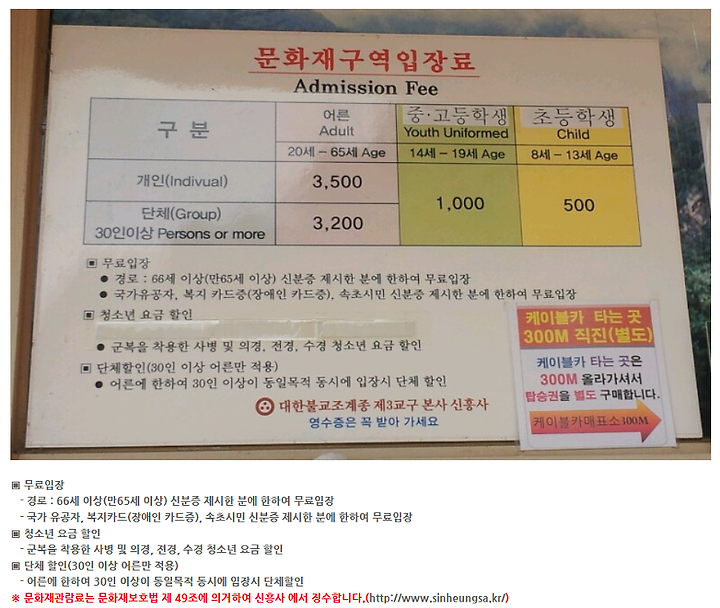 문화재구역입장료
Admission Fee
구 분
어른
Adult
중·고등학생
Youth Uniformed
초등학생
Child
20세 – 65세 Age
14세 – 19세 Age
8세 – 13세 Age
개인(Indivual)
3,500
1,000
500
단체(Group)
30인이상 Persons or more
3,200
▣ 무료입장
● 경로 : 66세 이상(만65세 이상) 신분증 제시한 분에 한하여 무료입장
● 국가유공자, 복지 카드증(장애인 카드증), 속초시민 신분증 제시한 분에 한하여 무료입장
▣ 청소년 요금 할인
● 군복을 착용한 사병 및 의경, 전경, 수경 청소년 요금 할인
▣ 단체할인(30인 이상 어른만 적용)
● 어른에 한하여 30인 이상이 동일목적 동시에 입장시 단체 할인
대한불교조계종 제3교구 본사 신흥사
영수증은 꼭 받아 가세요
케이블카 타는 곳
300M 직진(별도)
케이블카 타는 곳은
300M 올라가셔서
탑승권을 별도 구매합니다.
케이블카매표소300M
▣ 무료입장
- 경로 : 66세 이상(만65세 이상) 신분증 제시한 분에 한하여 무료입장
- 국가 유공자, 복지카드(장애인 카드증), 속초시민 신분증 제시한 분에 한하여 무료입장
▣ 청소년 요금 할인
- 군복을 착용한 사병 및 의경, 전경, 수경 청소년 요금 할인
▣ 단체 할인(30인 이상 어른만 적용)
- 어른에 한하여 30인 이상이 동일목적 동투에 입장시 단체할인
※ 문화재관람료는 문화재보호법 제 49조에 의거하여 신흥사 에서 징수합니다.(http://www.sinheungsa.kr/)